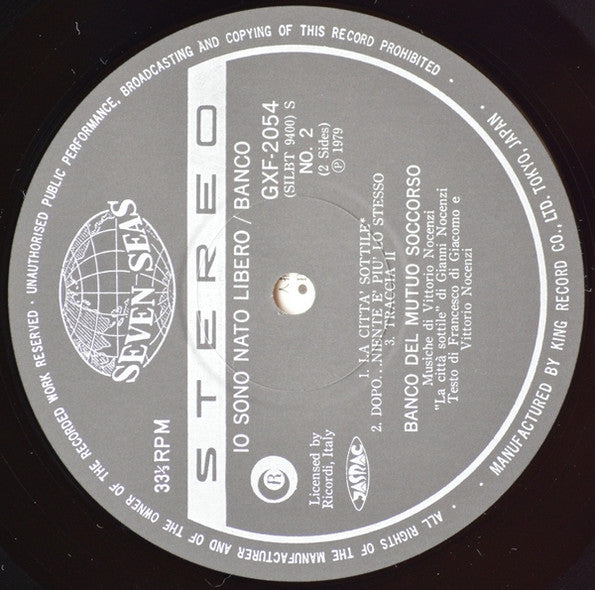 ALL RIGHTS OF THE MANUFACTURER AND OF THE OWNER OF THE RECORDED WORK RESERVED · UNAUTHORISED PUBLIC PERFORMANCE, BROADCASTING AND COPYING OF THIS RECORD PROHIBITED ·
SEVEN SEAS
33⅓RPM
STEREO
IO SONO NATO LIBERO / BANCO
R
GXF-2054
(SILBT 9400) S
NO. 2
(2 Sides)
Ⓟ 1979
Licensed by
Ricordi, Italy
JASRAC
1. LA CITTA' SOTTILE*
2. DOPO...NIENTE E' PIU' LO STESSO
3. TRACCIA II
BANCO DEL MUTUO SOCCORSO
Musiche di Vittorio Nocenzi
"La città sottile" di Gianni Nocenzi
Testo di Francesco di Giacomo e
Vittorio Nocenzi
· MANUFACTURED BY KING RECORD CO., LTD. TOKYO, JAPAN